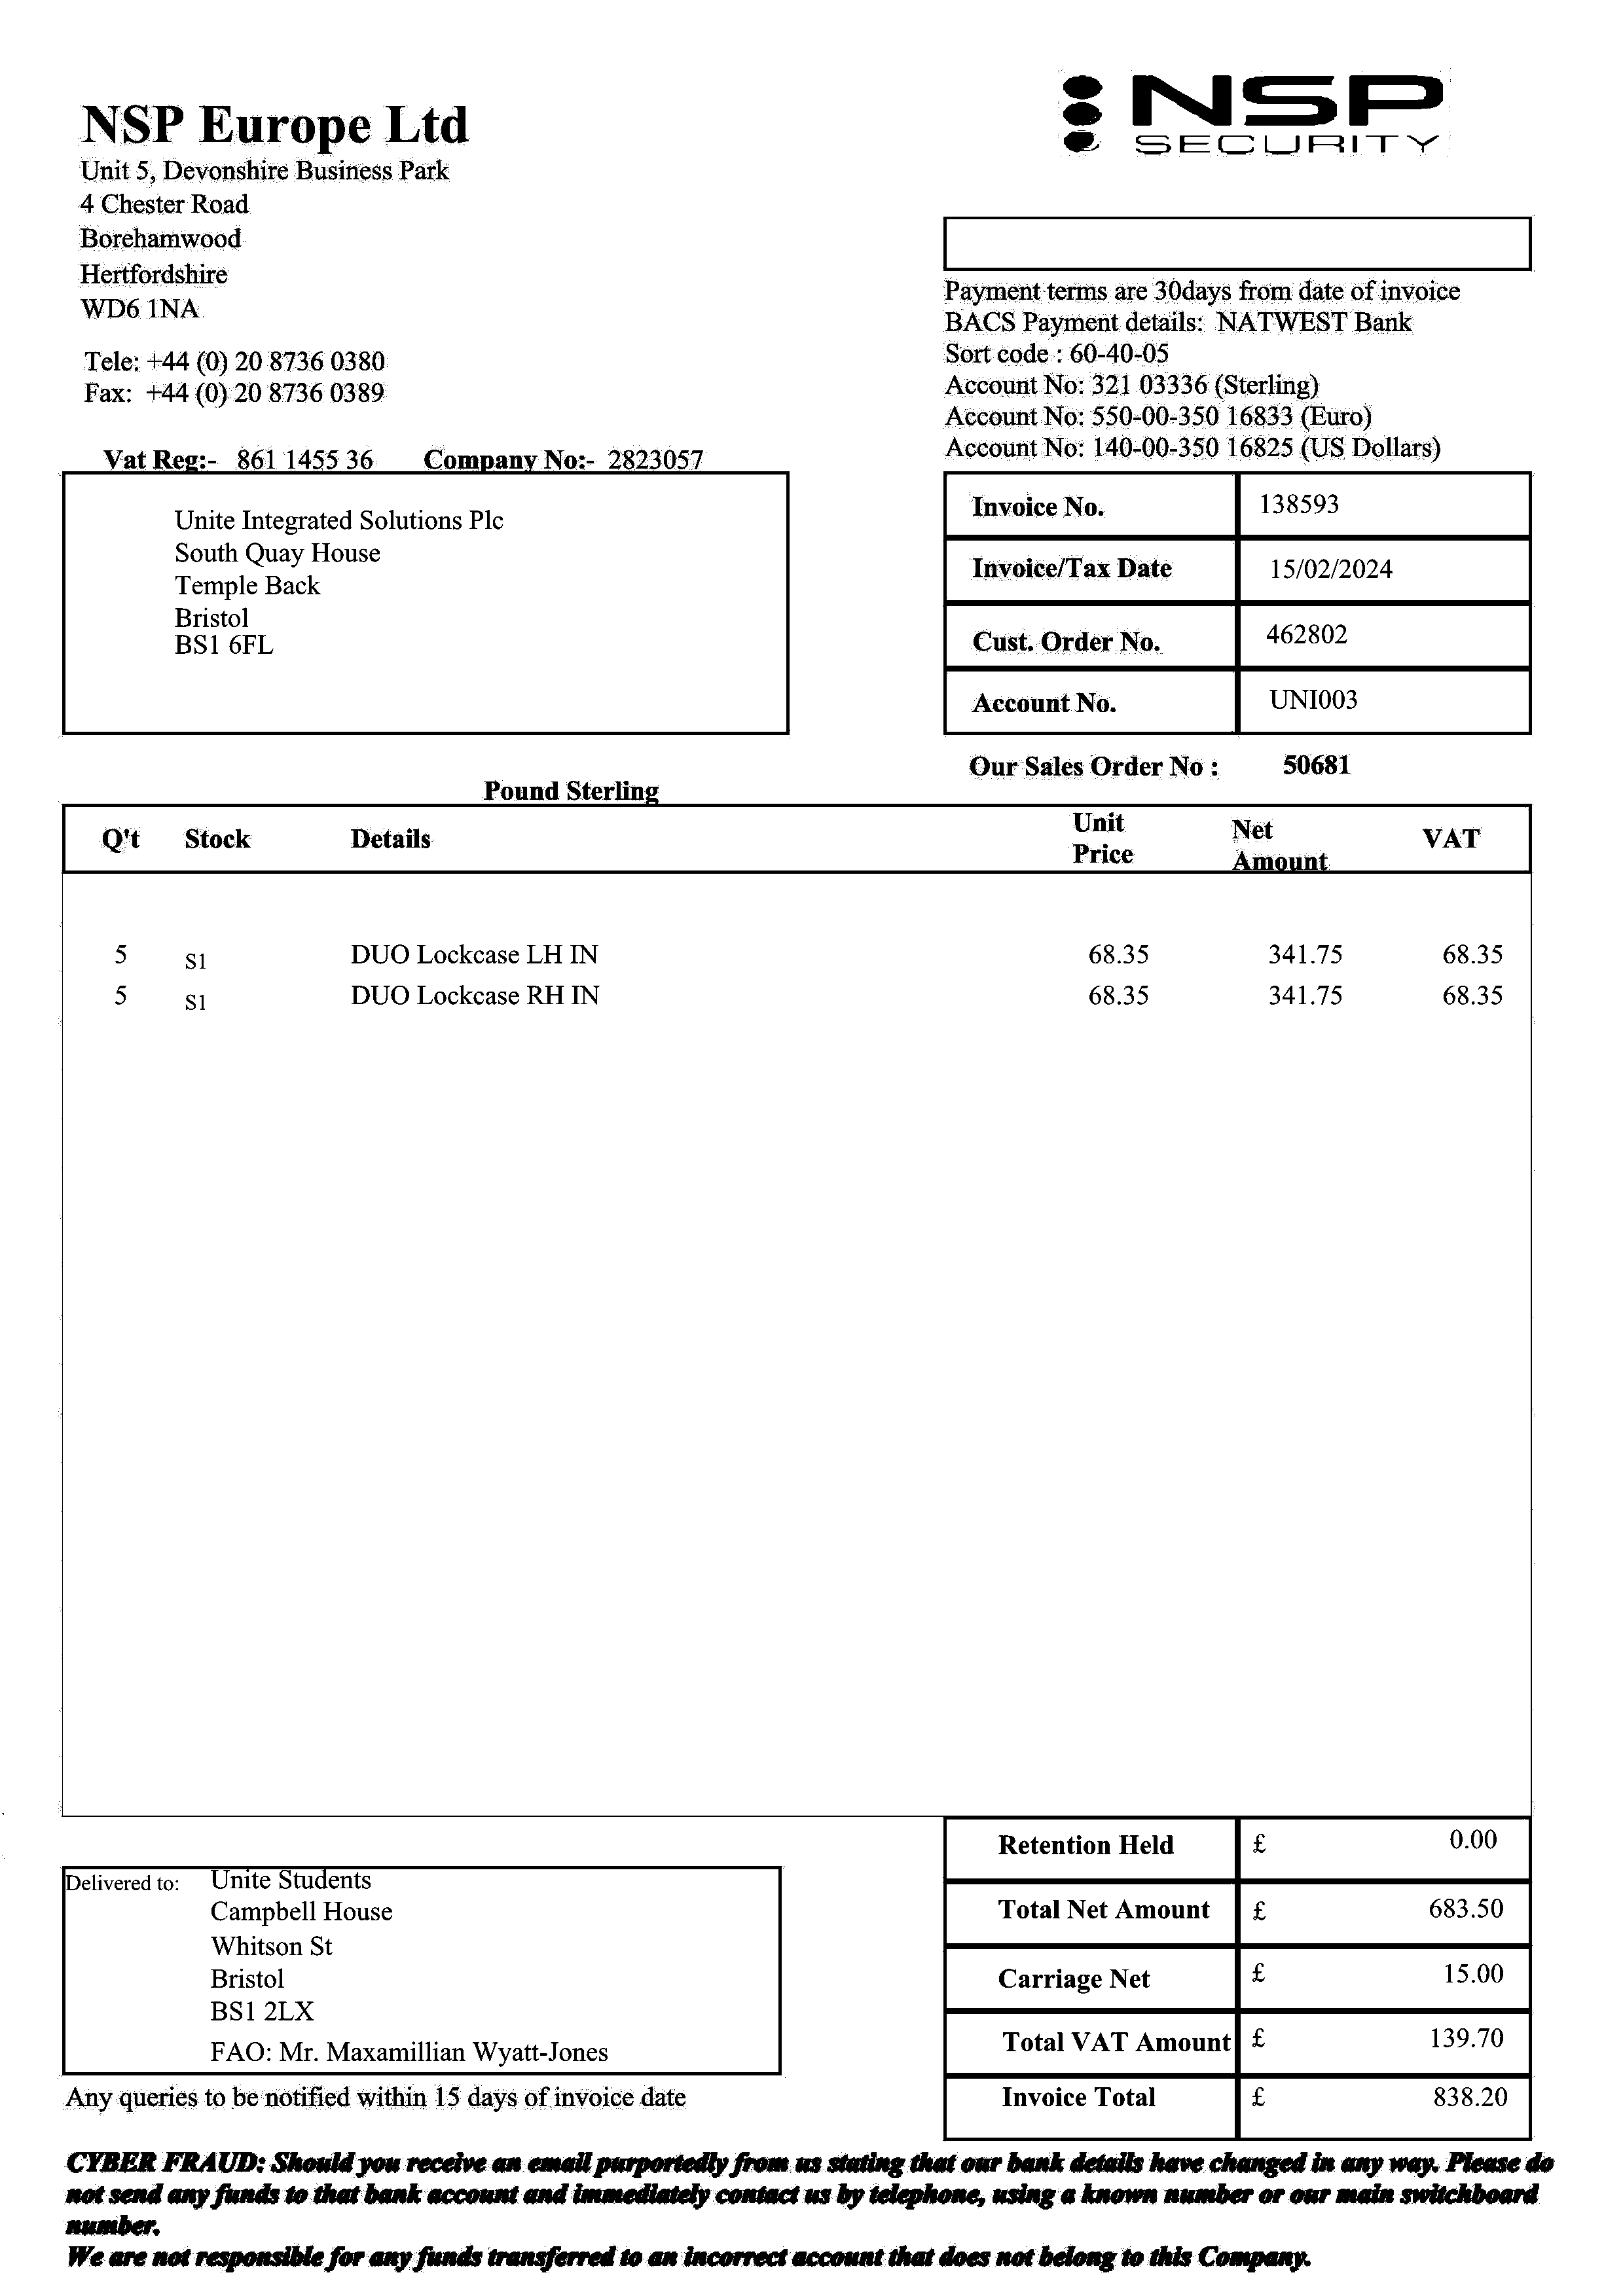 NSP Europe Ltd
Unit 5, Devonshire Business Park
4 Chester Road
Borehamwood
Hertfordshire
WD6 1NA
Tele: +44 (0) 20 8736 0380
Fax: +44 (0) 20 8736 0389
Vat Reg:- 861 1455 36 Company No:- 2823057
NSP
SECURITY
Payment terms are 30days from date of invoice
BACS Payment details: NATWEST Bank
Sort code : 60-40-05
Account No: 321 03336 (Sterling)
Account No: 550-00-350 16833 (Euro)
Account No: 140-00-350 16825 (US Dollars)
Unite Integrated Solutions Plc
South Quay House
Temple Back
Bristol
BS1 6FL
Invoice No. 138593
Invoice/Tax Date 15/02/2024
Cust. Order No. 462802
Account No. UNI003
Our Sales Order No : 50681
Pound Sterling
Q't Stock Details Unit Price Net Amount VAT
5 S1 DUO Lockcase LH IN 68.35 341.75 68.35
5 S1 DUO Lockcase RH IN 68.35 341.75 68.35
Retention Held £ 0.00
Total Net Amount £ 683.50
Carriage Net £ 15.00
Total VAT Amount £ 139.70
Invoice Total £ 838.20
Delivered to: Unite Students
Campbell House
Whitson St
Bristol
BS1 2LX
FAO: Mr. Maxamillian Wyatt-Jones
Any queries to be notified within 15 days of invoice date
CYBER FRAUD: Should you receive an email purportedly from us stating that our bank details have changed in any way. Please do
not send any funds to that bank account and immediately contact us by telephone, using a known number or our main switchboard
number.
We are not responsible for any funds transferred to an incorrect account that does not belong to this Company.